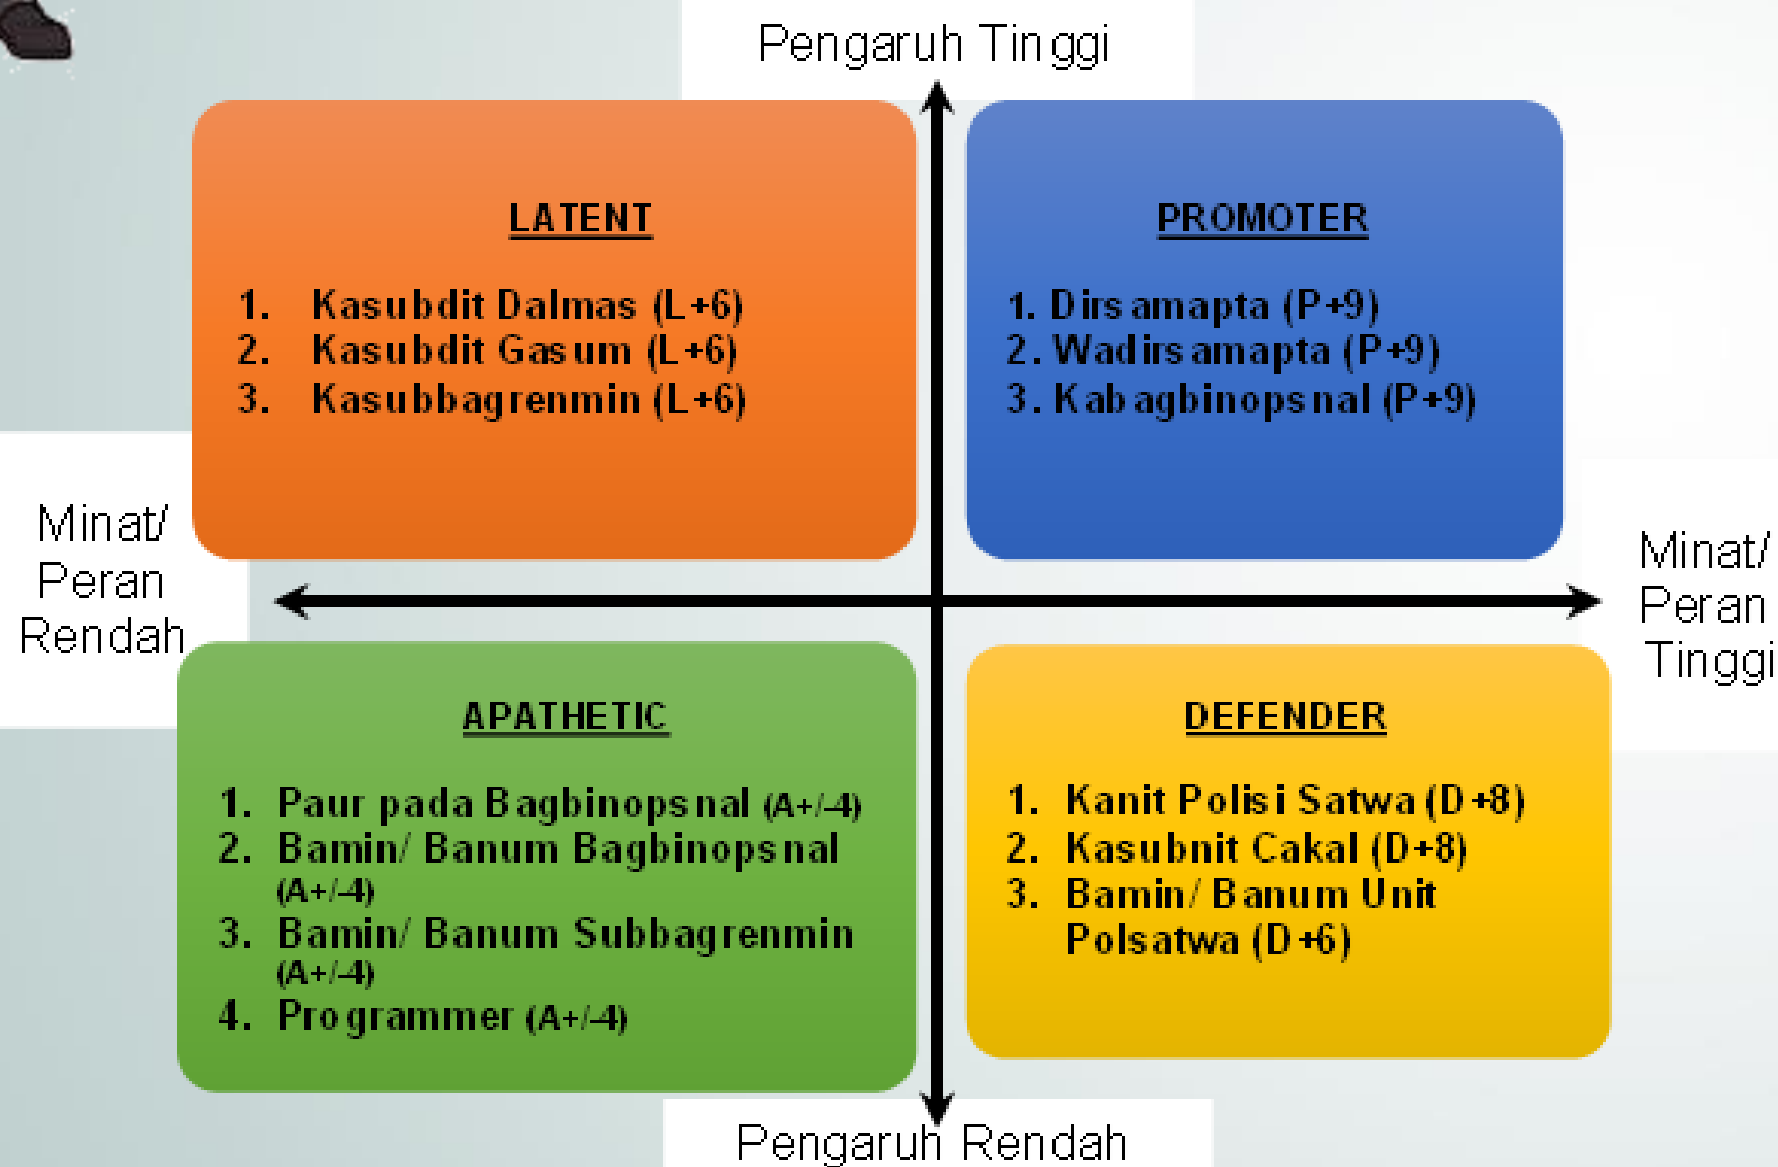 Pengaruh Tinggi
LATENT
1. Kasubdit Dalmas (L+6)
2. Kasubdit Gasum (L+6)
3. Kasubbagrenmin (L+6)
PROMOTER
1. Dirsamapta (P+9)
2. Wadirsamapta (P+9)
3. Kabagbinopsnal (P+9)
Minat/
Peran
Rendah
Minat/
Peran
Tinggi
APATHETIC
1. Paur pada Bagbinopsnal (A+/-4)
2. Bamin/ Banum Bagbinopsnal
(A+/-4)
3. Bamin/ Banum Subbagrenmin
(A+/-4)
4. Programmer (A+/-4)
DEFENDER
1. Kanit Polisi Satwa (D+8)
2. Kasubnit Cakal (D+8)
3. Bamin/ Banum Unit
Polsatwa (D+6)
Pengaruh Rendah